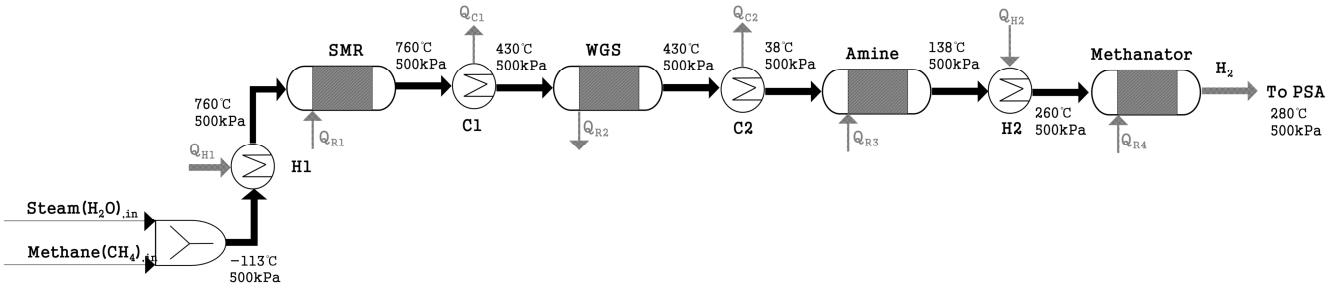 Steam(H₂O),in
Methane(CH₄),in
-113℃
500kPa
Q_H1
H1
760℃
500kPa
SMR
Q_R1
760℃
500kPa
Q_C1
C1
430℃
500kPa
WGS
Q_R2
430℃
500kPa
Q_C2
C2
38℃
500kPa
Amine
Q_R3
138℃
500kPa
Q_H2
H2
260℃
500kPa
Methanator
Q_R4
H₂
To PSA
280℃
500kPa